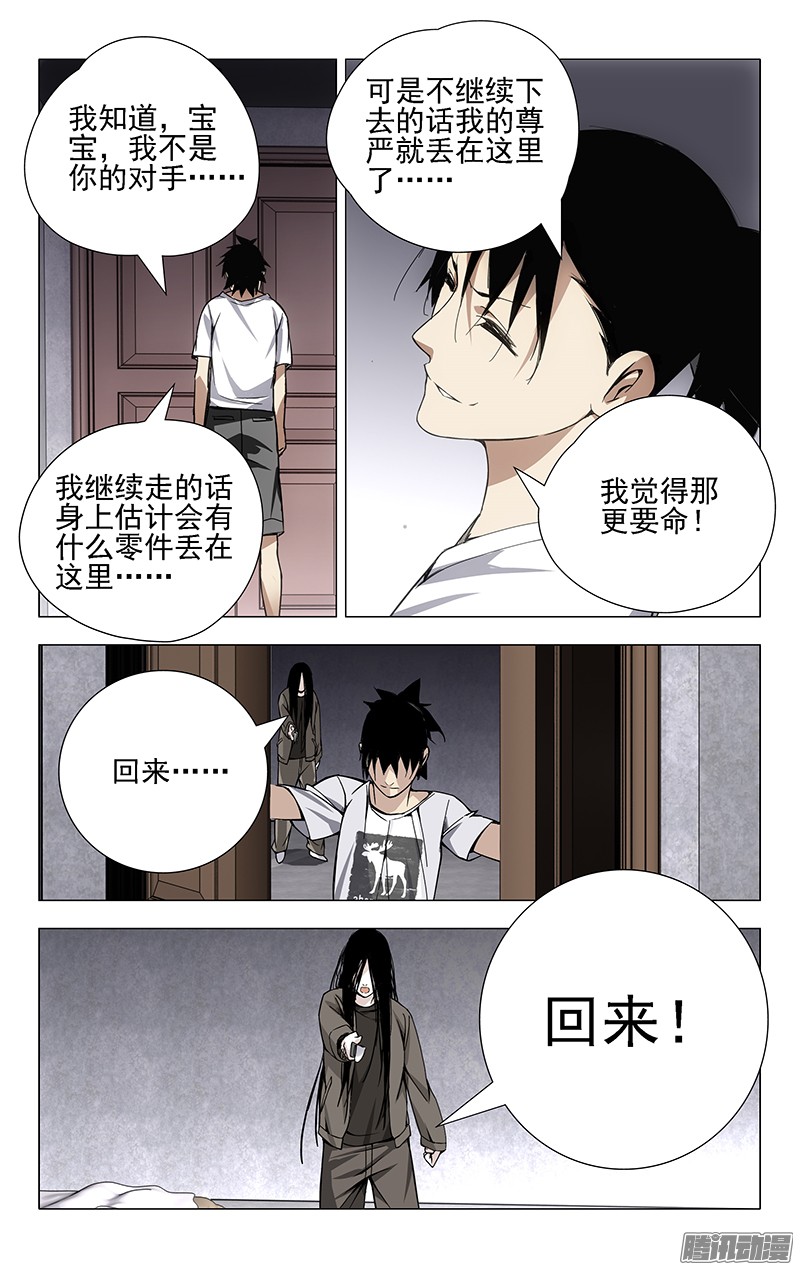 我知道，宝
宝，我不是
你的对手……
我继续走的话
身上估计会有
什么零件丢在
这里……
可是不继续下
去的话我的尊
严就丢在这里
了……
我觉得那
更要命！
回来……
回来！
腾讯动漫